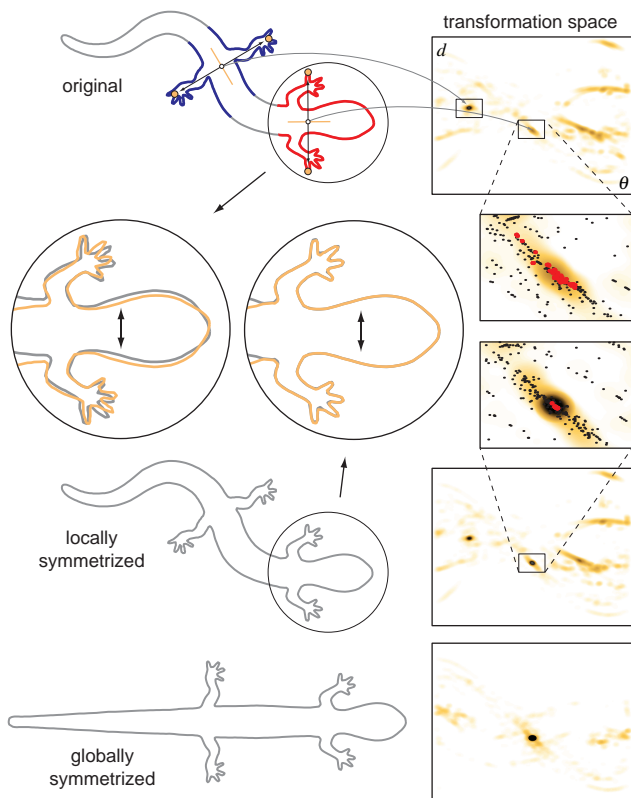 transformation space
d
original
θ
locally
symmetrized
globally
symmetrized